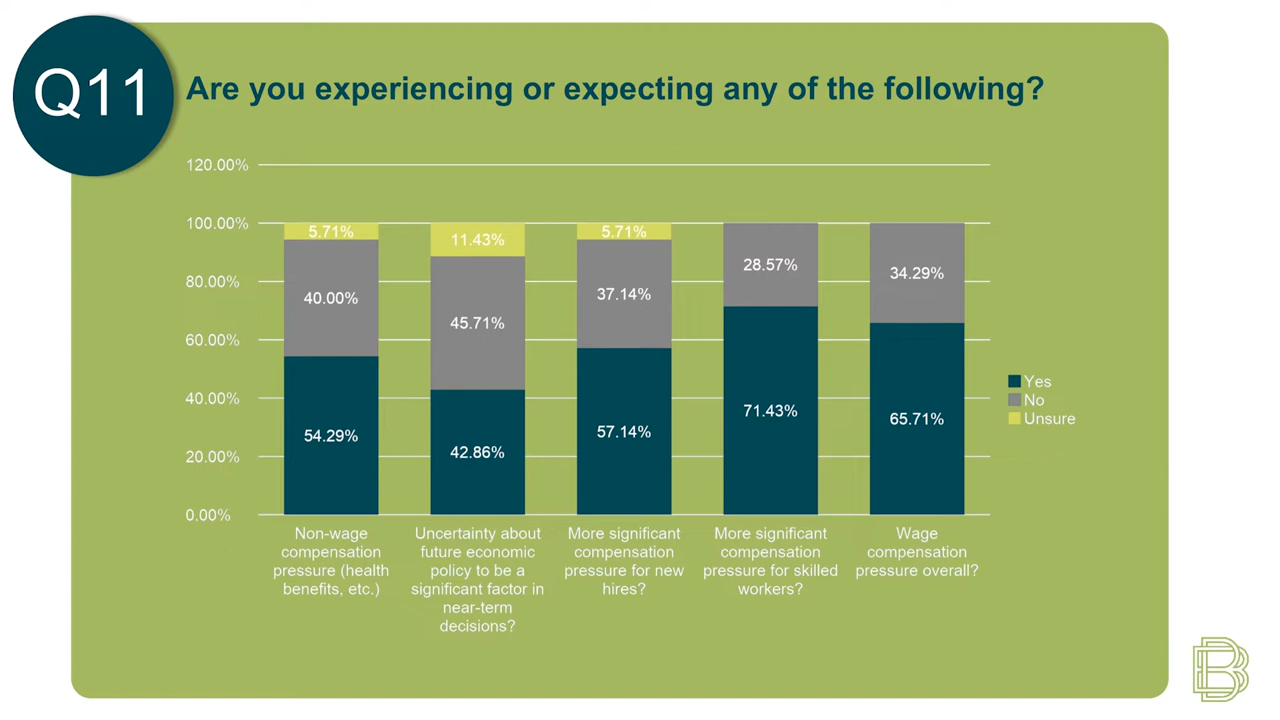 Q11
Are you experiencing or expecting any of the following?
120.00%
100.00%
80.00%
60.00%
40.00%
20.00%
0.00%
5.71%
11.43%
5.71%
40.00%
45.71%
37.14%
28.57%
34.29%
54.29%
42.86%
57.14%
71.43%
65.71%
Yes
No
Unsure
Non-wage
compensation
pressure (health
benefits, etc.)
Uncertainty about
future economic
policy to be a
significant factor in
near-term
decisions?
More significant
compensation
pressure for new
hires?
More significant
compensation
pressure for skilled
workers?
Wage
compensation
pressure overall?
B